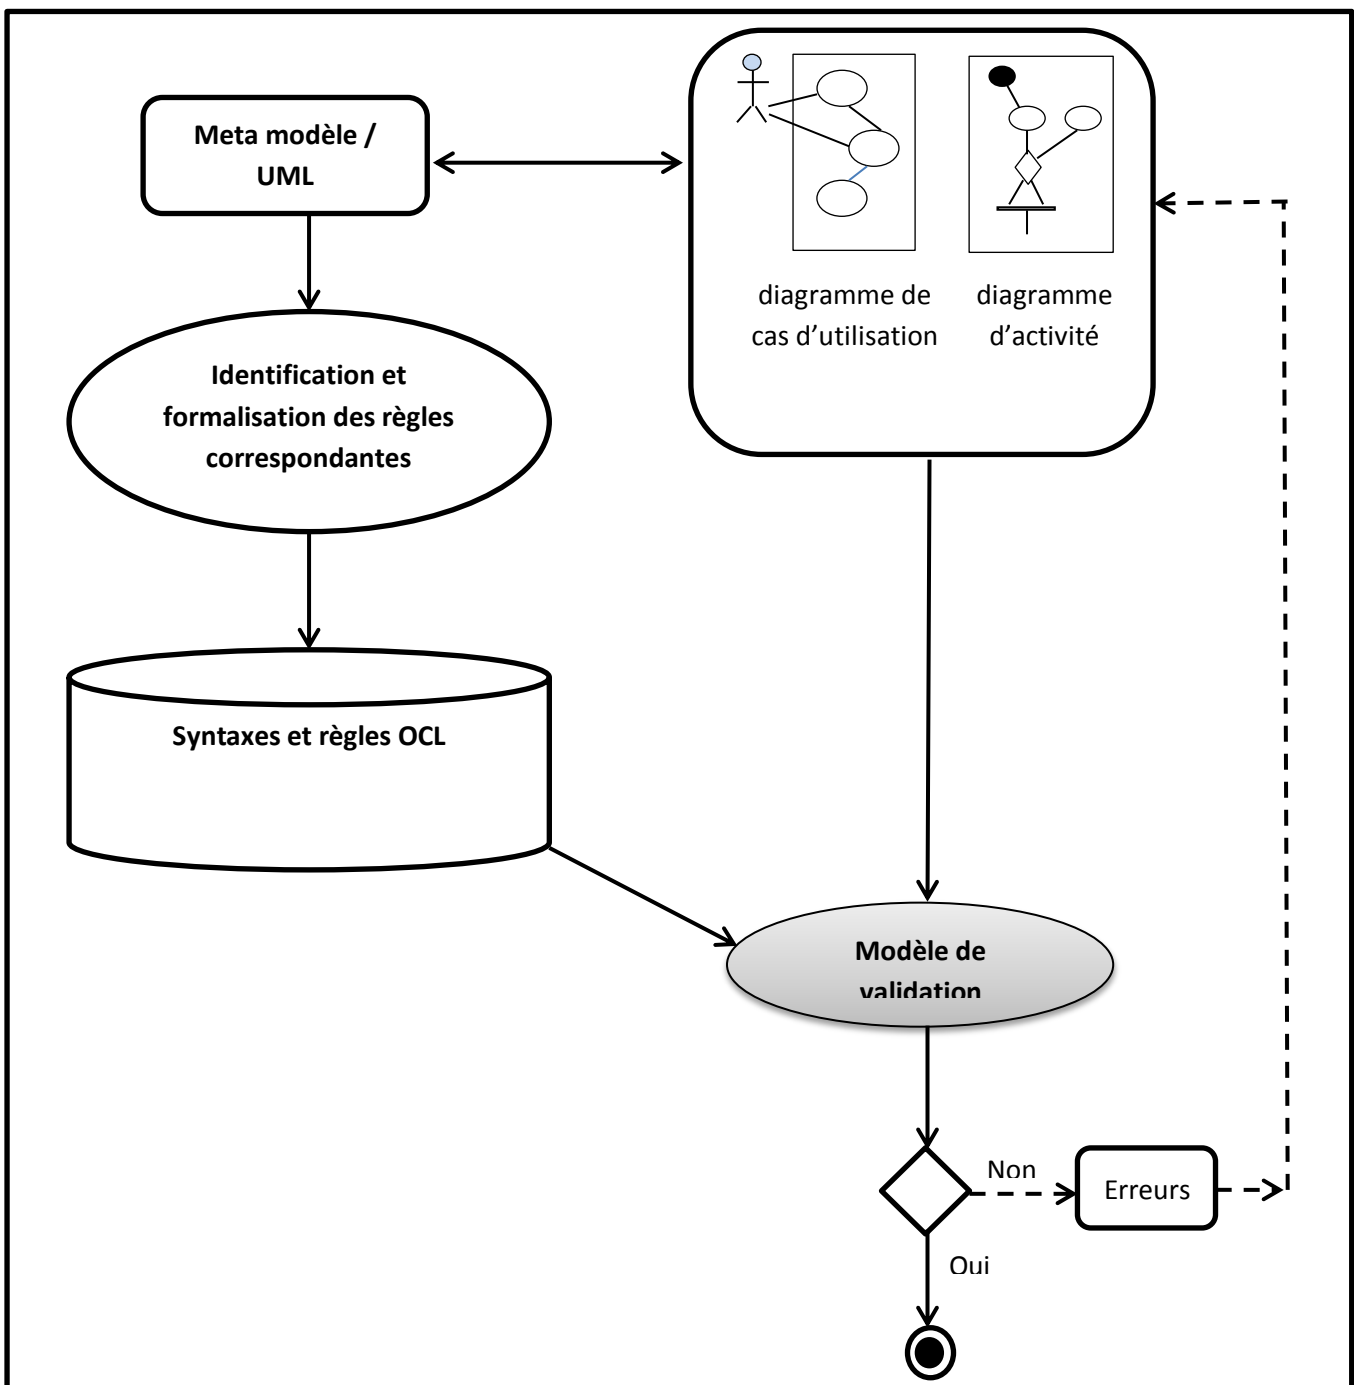 Meta modèle /
UML
diagramme de
cas d’utilisation
diagramme
d’activité
Identification et
formalisation des règles
correspondantes
Syntaxes et règles OCL
Modèle de
validation
Non
Erreurs
Oui